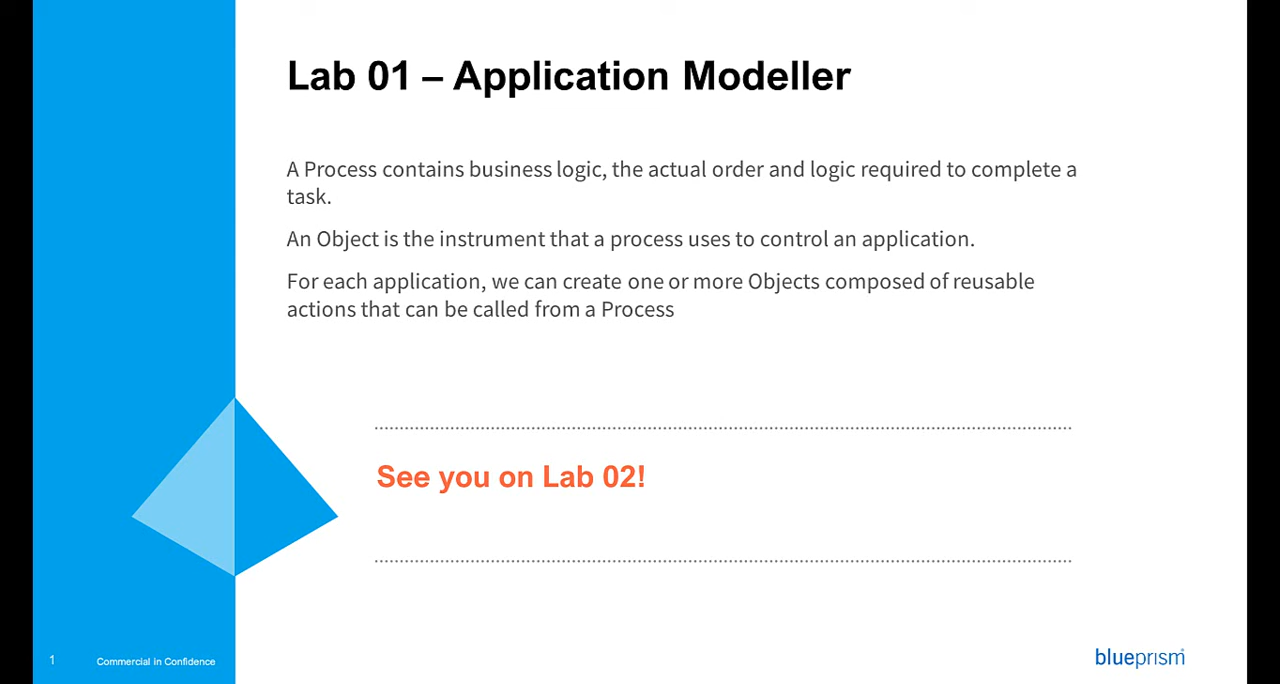 Lab 01 – Application Modeller
A Process contains business logic, the actual order and logic required to complete a
task.
An Object is the instrument that a process uses to control an application.
For each application, we can create one or more Objects composed of reusable
actions that can be called from a Process
See you on Lab 02!
1 Commercial in Confidence
blueprism